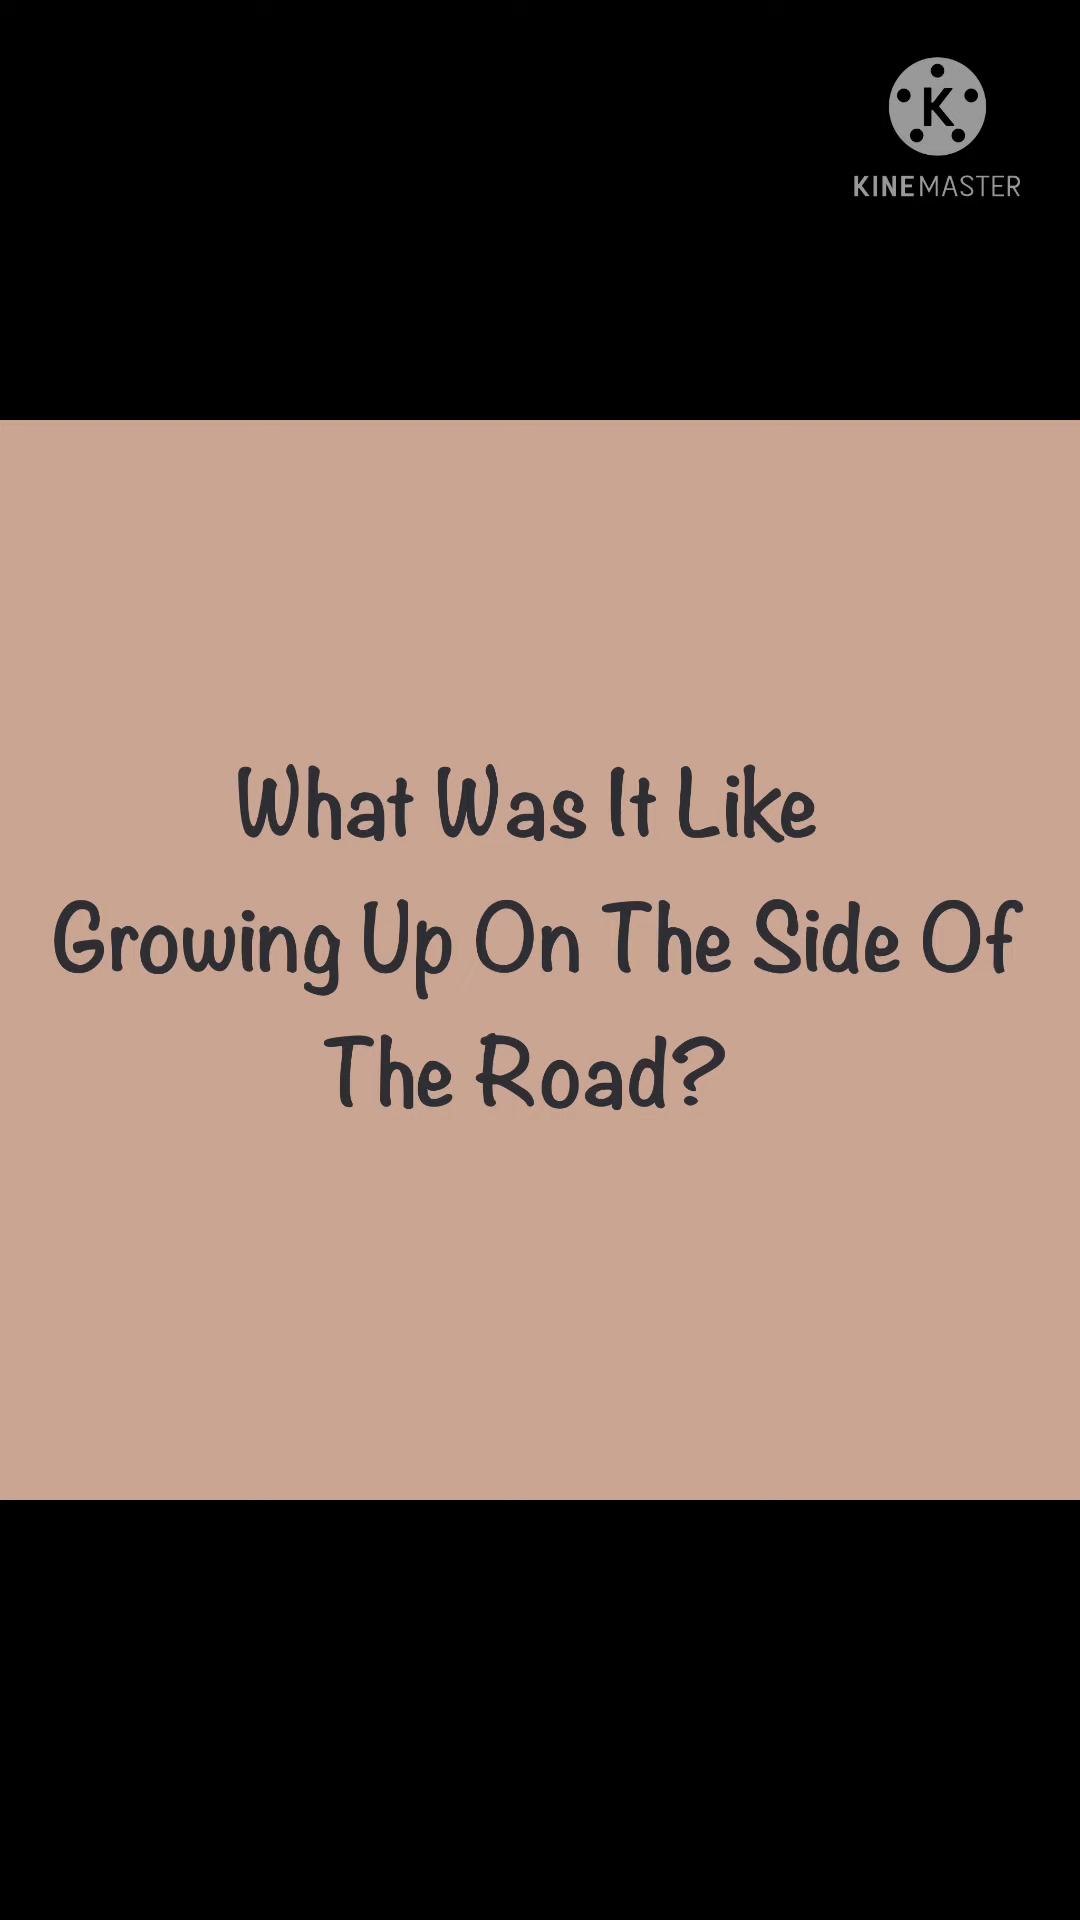 K
KINEMASTER
What Was It Like
Growing Up On The Side Of
The Road?